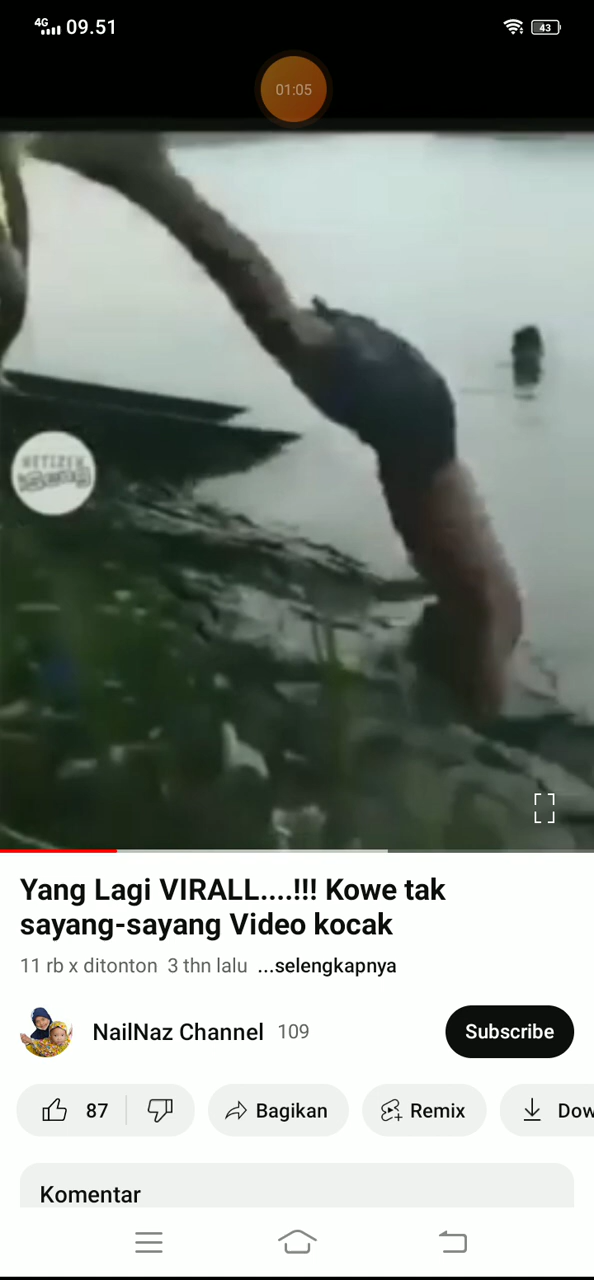 4G 09.51 43
01:05
NETIZEN
Yang Lagi VIRALL....!!! Kowe tak
sayang-sayang Video kocak
11 rb x ditonton 3 thn lalu ...selengkapnya
NailNaz Channel 109 Subscribe
87 Bagikan Remix Dow
Komentar